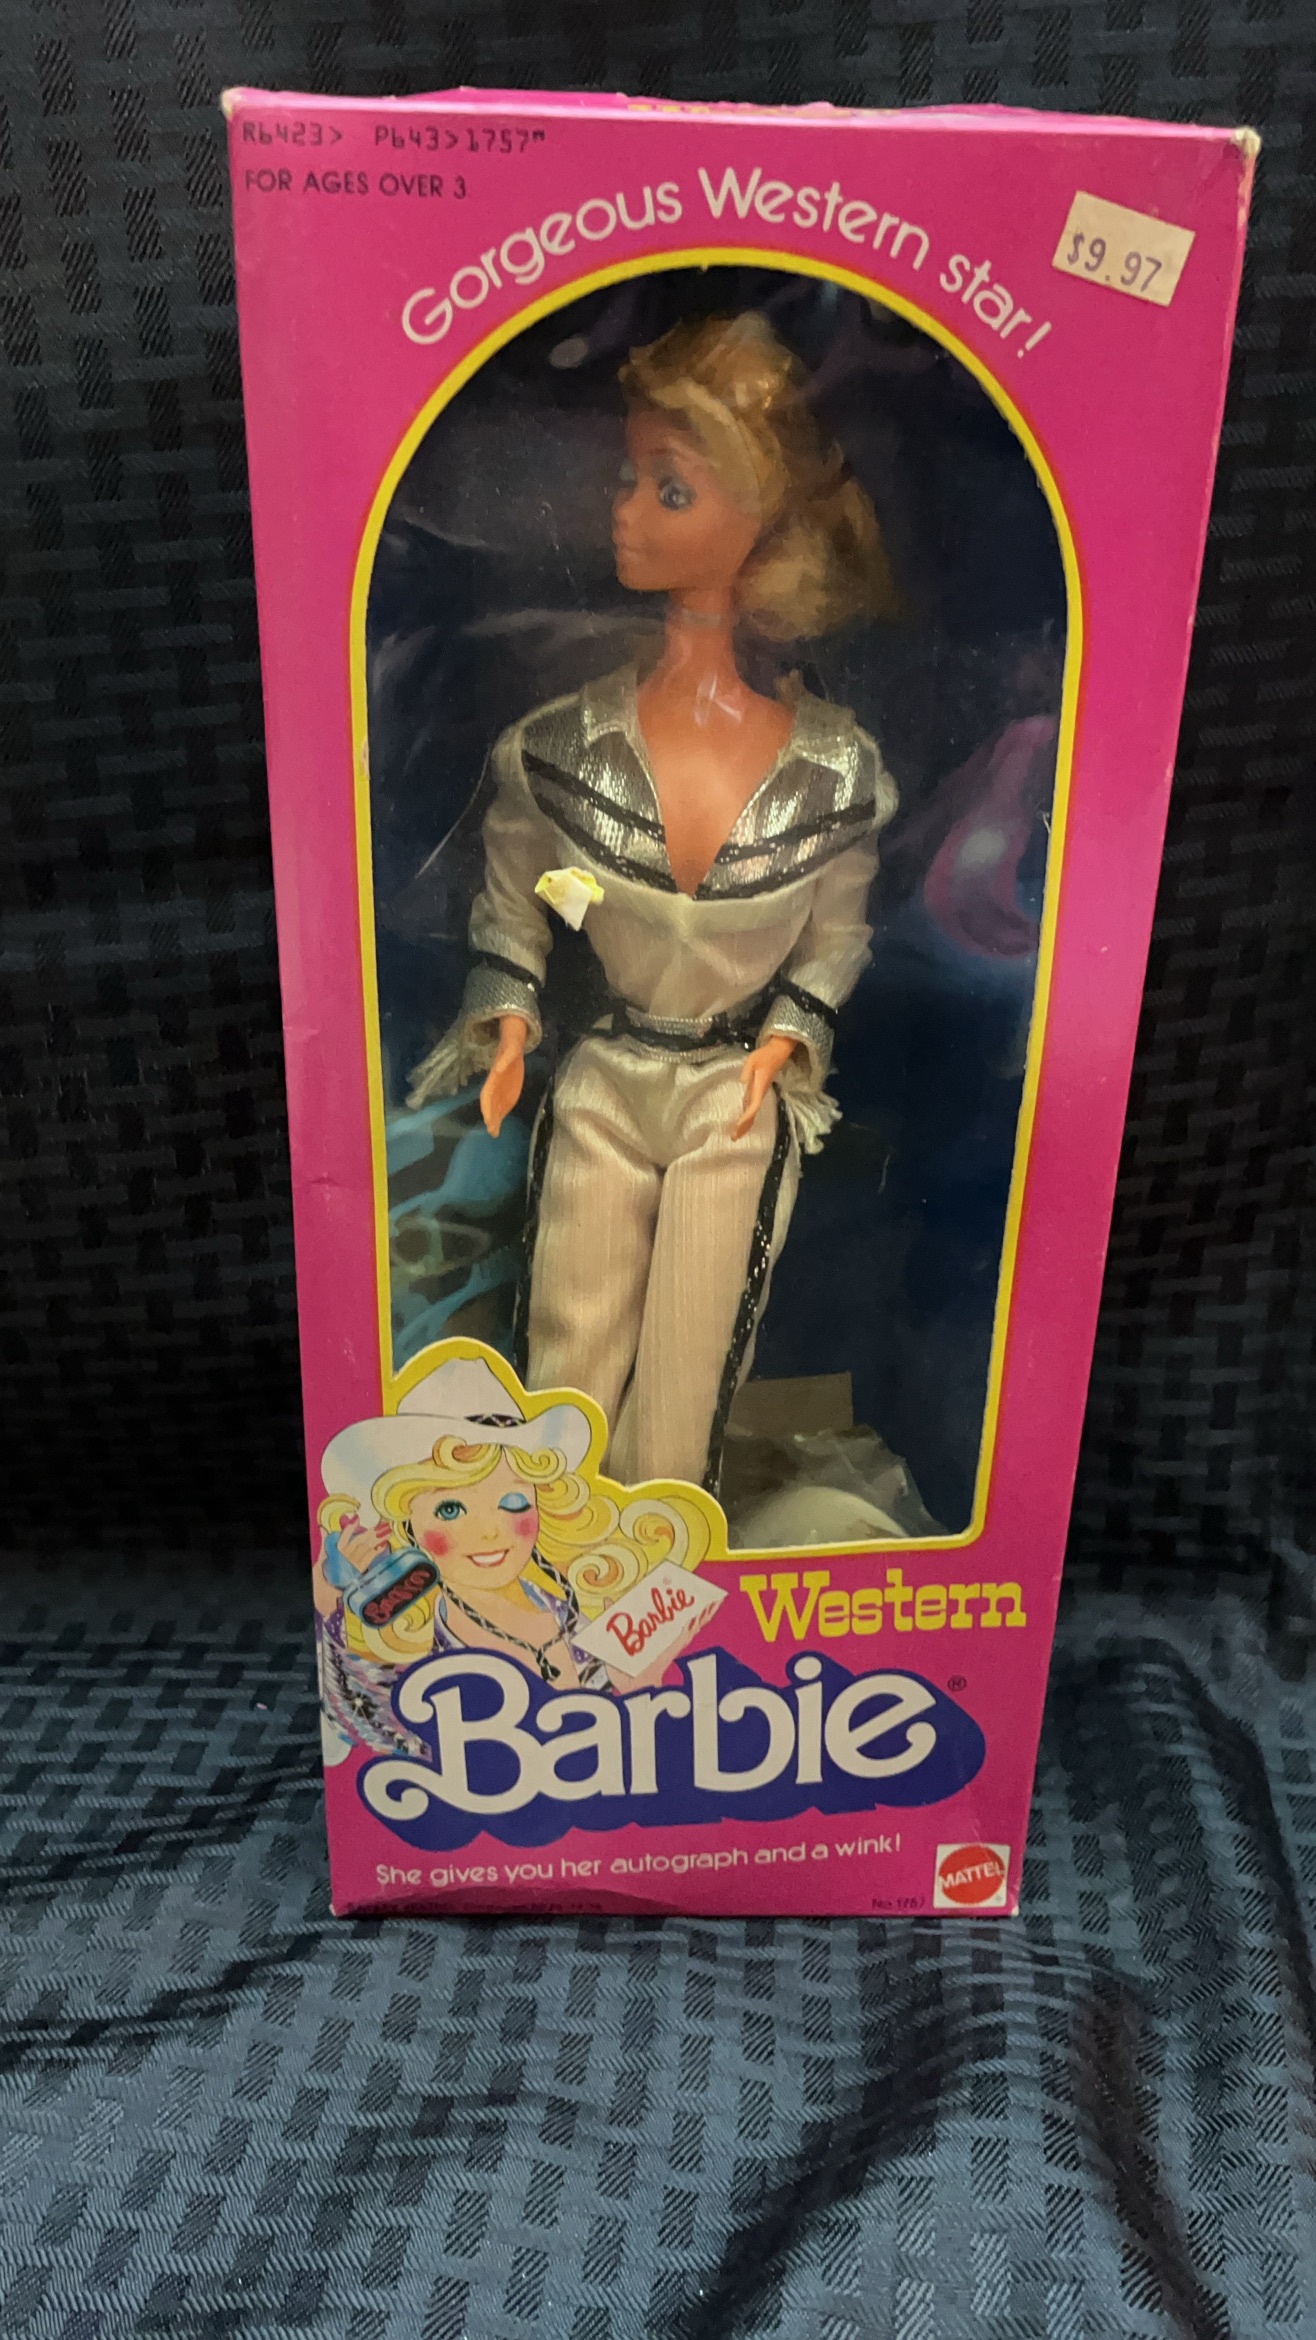 R6423> P643>1757"
FOR AGES OVER 3
Gorgeous Western star!
$9.97
Barbie
Barbie
Western
Barbie®
She gives you her autograph and a wink!
MATTEL